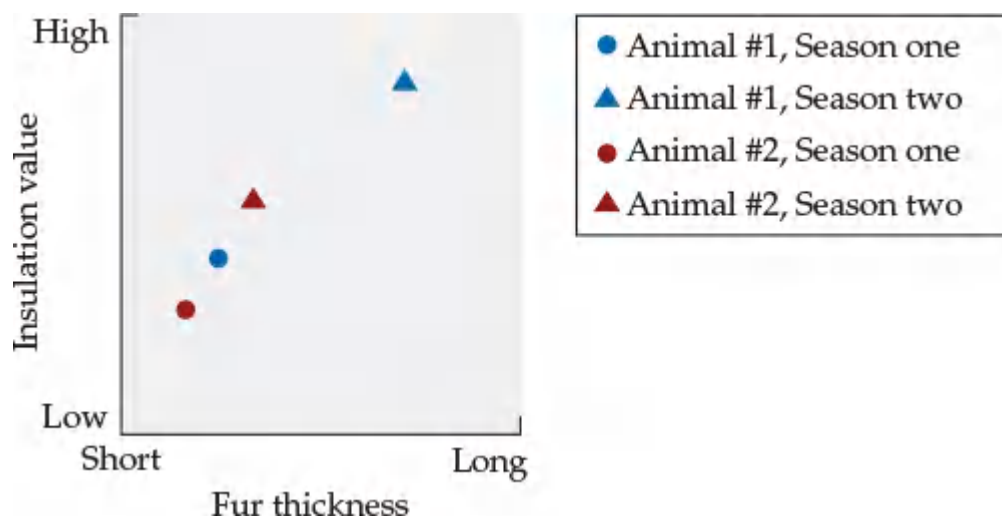 High
Insulation value
Low
Short
Long
Fur thickness
Animal #1, Season one
Animal #1, Season two
Animal #2, Season one
Animal #2, Season two